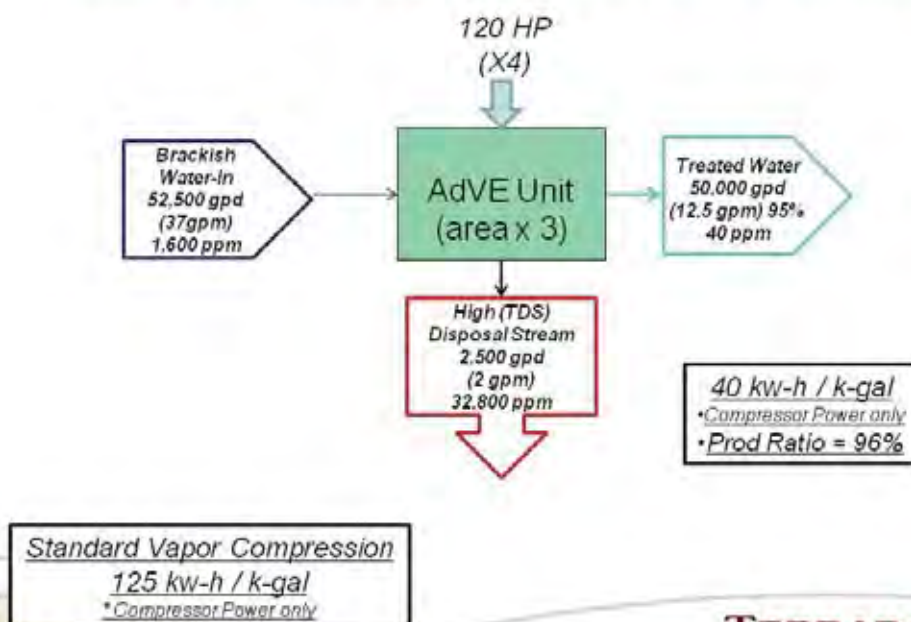 120 HP
(X4)
Brackish
Water-In
52,500 gpd
(37gpm)
1,600 ppm
AdVE Unit
(area x 3)
Treated Water
50,000 gpd
(12.5 gpm) 95%
40 ppm
High (TDS)
Disposal Stream
2,500 gpd
(2 gpm)
32,800 ppm
40 kw-h / k-gal
•Compressor Power only
•Prod Ratio = 96%
Standard Vapor Compression
125 kw-h / k-gal
*Compressor Power only